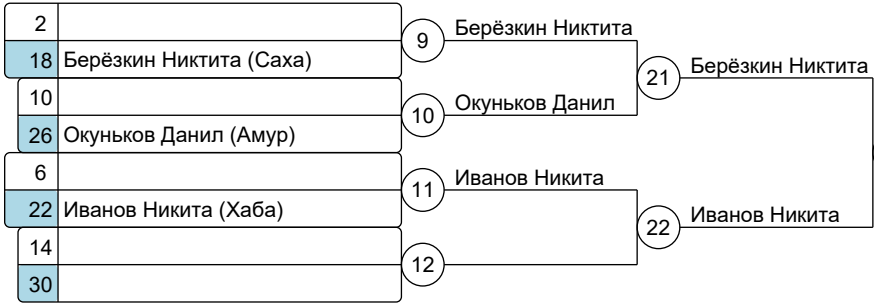 2
18 Берёзкин Никтита (Саха)
10
26 Окуньков Данил (Амур)
6
22 Иванов Никита (Хаба)
14
30
9 Берёзкин Никтита
10 Окуньков Данил
11 Иванов Никита
12
21 Берёзкин Никтита
22 Иванов Никита